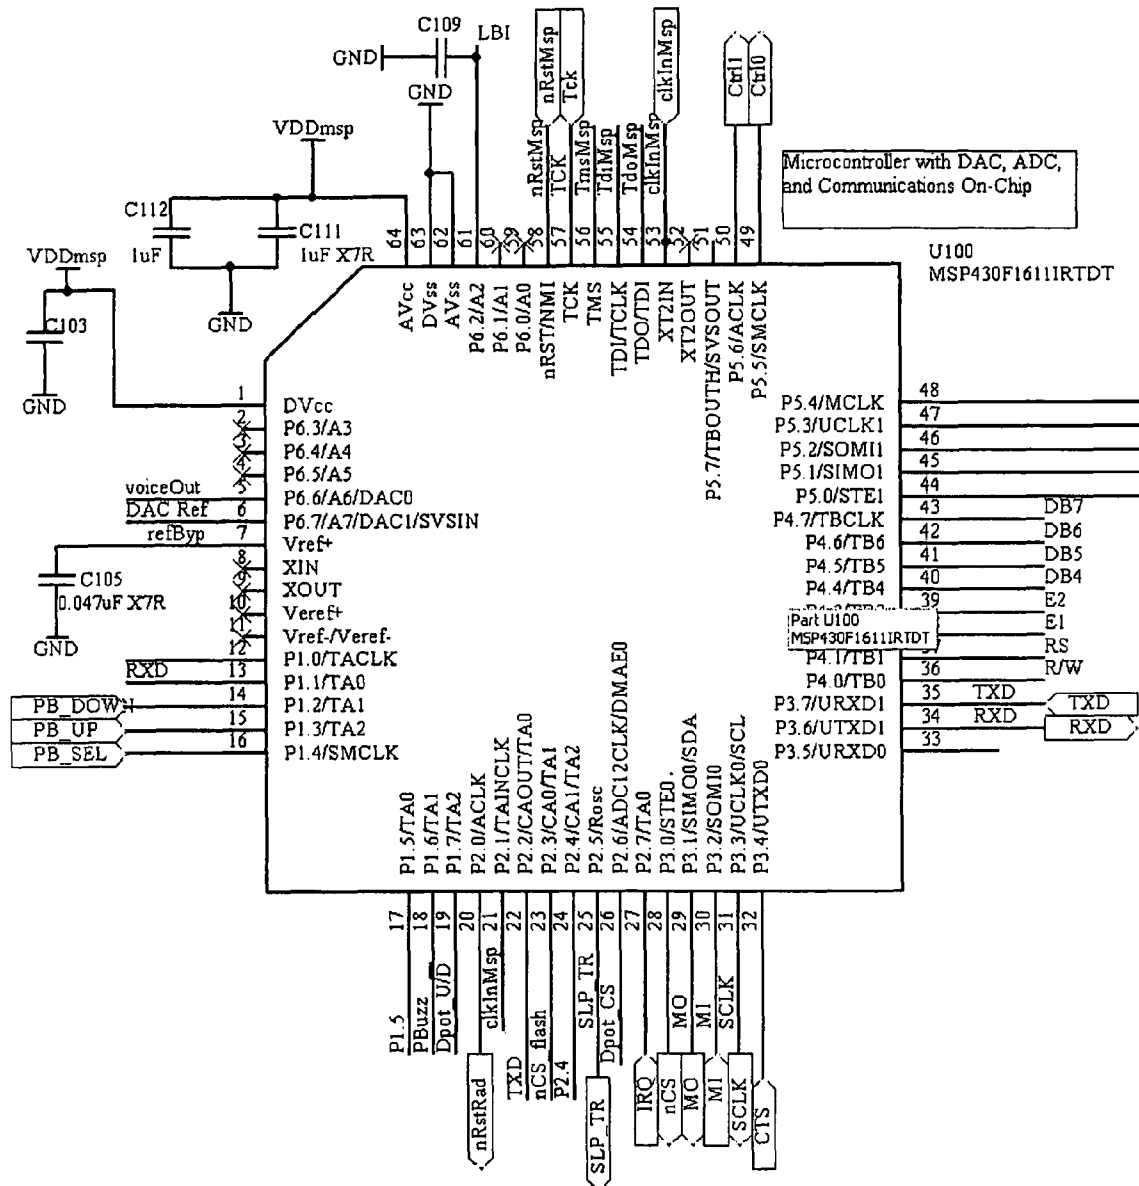 C109
LBI
GND
GND
nRstMsp
Tck
clkInMsp
Ctrl1
Ctrl0
VDDmsp
nRstMsp
TCK
TmsMsp
TdiMsp
TdoMsp
clkInMsp
Microcontroller with DAC, ADC,
and Communications On-Chip
C112
1uF
C111
1uF X7R
VDDmsp
GND
C103
GND
U100
MSP430F1611IRTDT
64
63
62
61
60
59
58
57
56
55
54
53
52
51
50
49
AVcc
DVss
AVss
P6.2/A2
P6.1/A1
P6.0/A0
nRST/NMI
TCK
TMS
TDI/TCLK
TDO/TDI
XT2IN
XT2OUT
P5.7/TBOUTH/SVSOUT
P5.6/ACLK
P5.5/SMCLK
1 DVcc
2 P6.3/A3
3 P6.4/A4
4 P6.5/A5
voiceOut 5 P6.6/A6/DAC0
DAC Ref 6 P6.7/A7/DAC1/SVSIN
refByp 7 Vref+
8 XIN
9 XOUT
10 Veref+
11 Vref-/Veref-
12 P1.0/TACLK
RXD 13 P1.1/TA0
PB_DOWN 14 P1.2/TA1
PB_UP 15 P1.3/TA2
PB_SEL 16 P1.4/SMCLK
C105
0.047uF X7R
GND
P5.4/MCLK 48
P5.3/UCLK1 47
P5.2/SOMI1 46
P5.1/SIMO1 45
P5.0/STE1 44
P4.7/TBCLK 43 DB7
P4.6/TB6 42 DB6
P4.5/TB5 41 DB5
P4.4/TB4 40 DB4
39 E2
E1
Part U100
MSP430F1611IRTDT
P4.1/TB1 37 RS
P4.0/TB0 36 R/W
P3.7/URXD1 35 TXD TXD
P3.6/UTXD1 34 RXD RXD
P3.5/URXD0 33
P1.5/TA0
P1.6/TA1
P1.7/TA2
P2.0/ACLK
P2.1/TAINCLK
P2.2/CAOUT/TA0
P2.3/CA0/TA1
P2.4/CA1/TA2
P2.5/Rosc
P2.6/ADC12CLK/DMAE0
P2.7/TA0
P3.0/STE0.
P3.1/SIMO0/SDA
P3.2/SOMI0
P3.3/UCLK0/SCL
P3.4/UTXD0
17
18
19
20
21
22
23
24
25
26
27
28
29
30
31
32
P1.5
PBuzz
Dpot_U/D
clkInMsp
TXD
nCS_flash
P2.4
SLP_TR
Dpot_CS
MO
MI
SCLK
nRstRad
SLP_TR
IRQ
nCS
MO
MI
SCLK
CTS